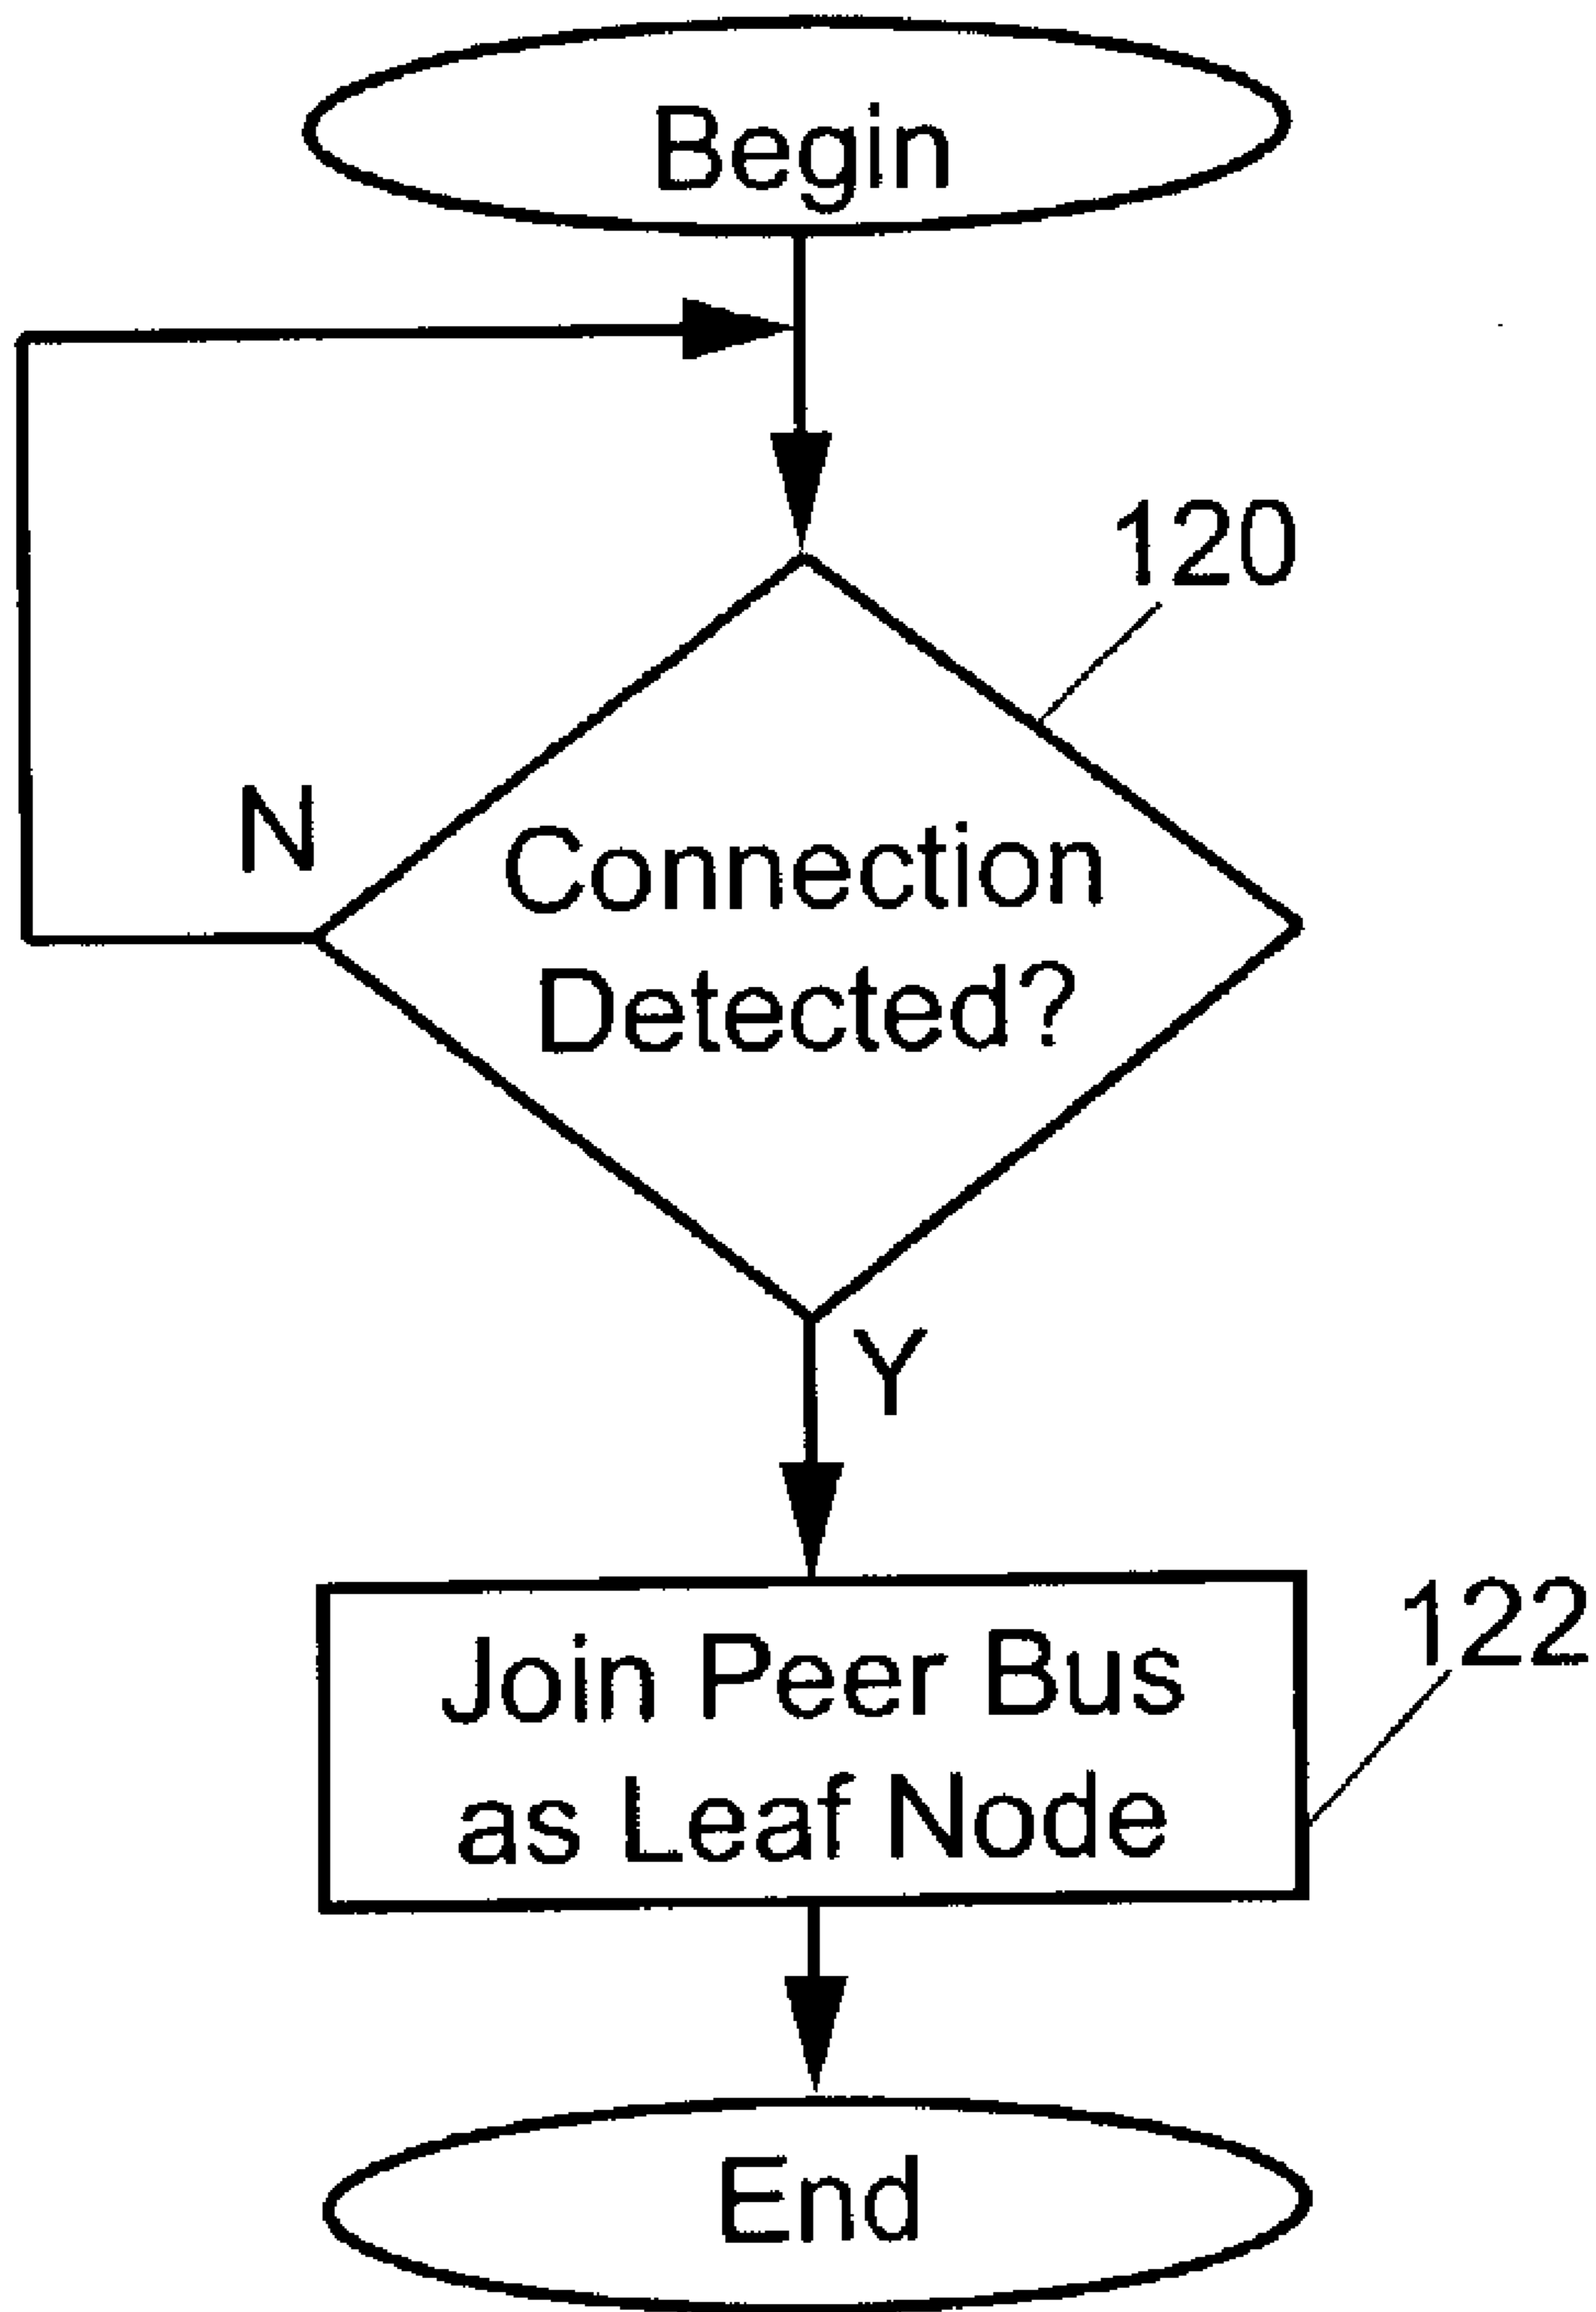 Begin
120
N
Connection
Detected?
Y
122
Join Peer Bus
as Leaf Node
End